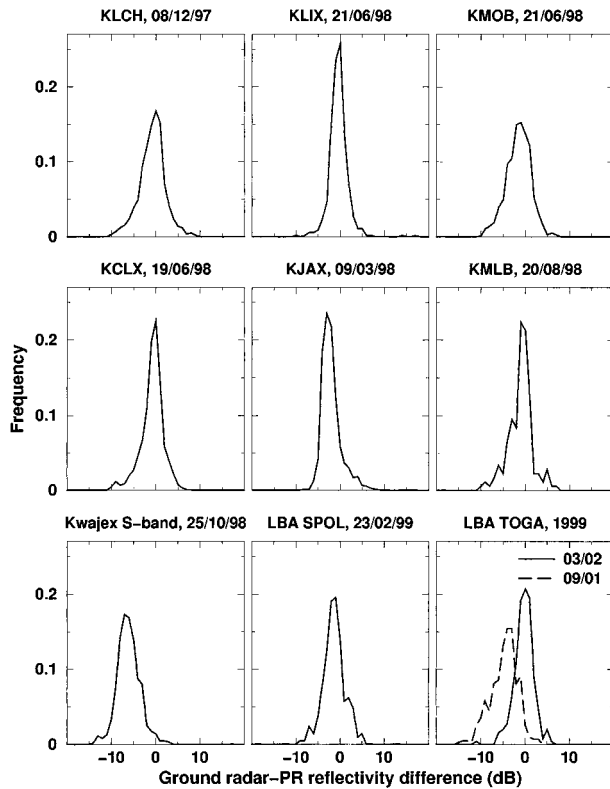 KLCH, 08/12/97
KLIX, 21/06/98
KMOB, 21/06/98
0.2
0.1
0
KCLX, 19/06/98
KJAX, 09/03/98
KMLB, 20/08/98
0.2
0.1
0
Frequency
Kwajex S-band, 25/10/98
LBA SPOL, 23/02/99
LBA TOGA, 1999
03/02
09/01
0.2
0.1
0
-10 0 10
-10 0 10
-10 0 10
Ground radar-PR reflectivity difference (dB)